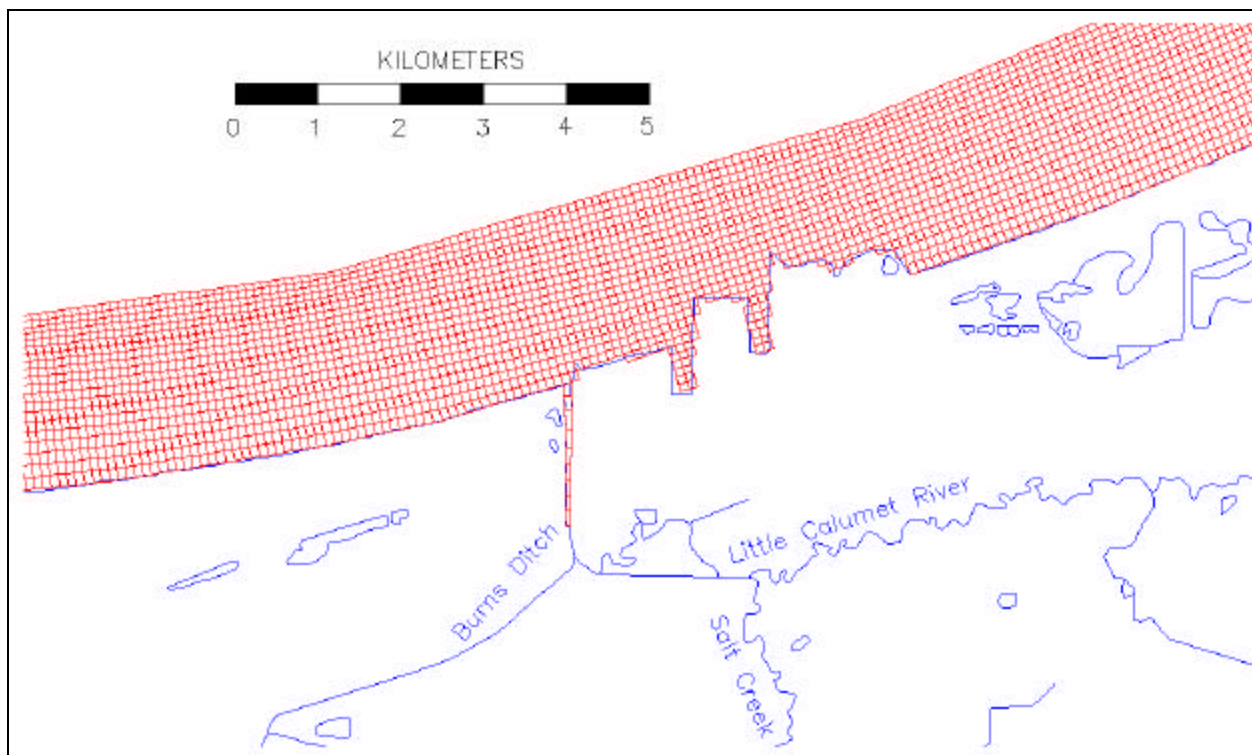 KILOMETERS
0 1 2 3 4 5
Little Calumet River
Burns Ditch
Salt Creek